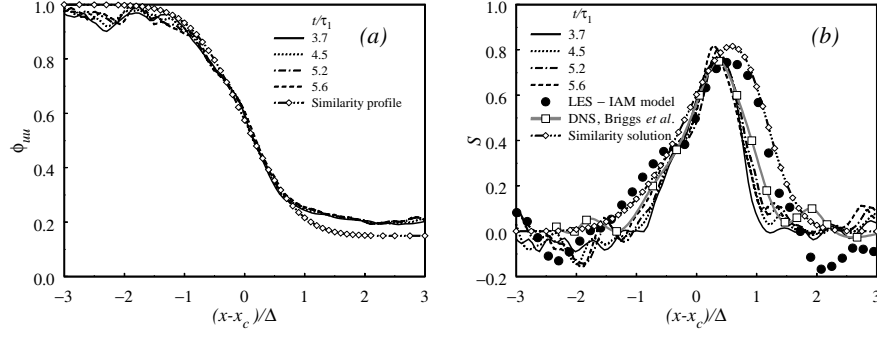 1.0
0.8
0.6
0.4
0.2
0.0
ϕuu
−3 −2 −1 0 1 2 3
(x-xc)/Δ
t/τ1
3.7
4.5
5.2
5.6
Similarity profile
(a)
1.0
0.8
0.6
0.4
0.2
0.0
−0.2
S
−3 −2 −1 0 1 2 3
(x-xc)/Δ
t/τ1
3.7
4.5
5.2
5.6
LES − IAM model
DNS, Briggs et al.
Similarity solution
(b)